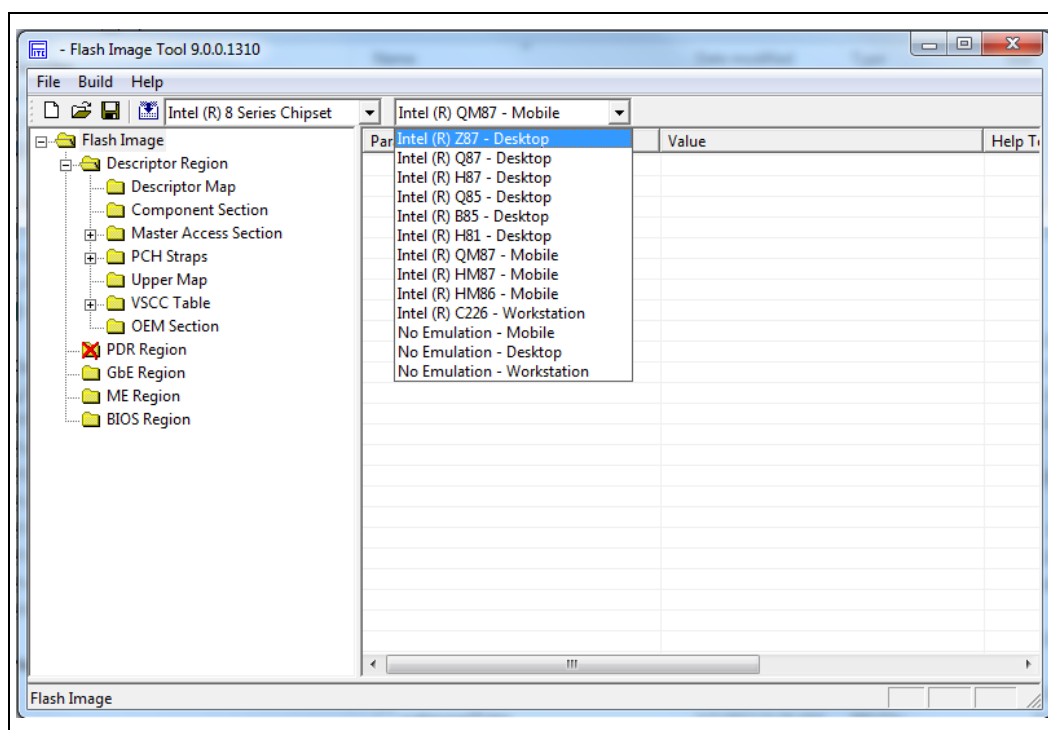 - Flash Image Tool 9.0.0.1310
File Build Help
Intel (R) 8 Series Chipset Intel (R) QM87 - Mobile
Flash Image
Descriptor Region
Descriptor Map
Component Section
Master Access Section
PCH Straps
Upper Map
VSCC Table
OEM Section
PDR Region
GbE Region
ME Region
BIOS Region
Par Value Help T
Intel (R) Z87 - Desktop
Intel (R) Q87 - Desktop
Intel (R) H87 - Desktop
Intel (R) Q85 - Desktop
Intel (R) B85 - Desktop
Intel (R) H81 - Desktop
Intel (R) QM87 - Mobile
Intel (R) HM87 - Mobile
Intel (R) HM86 - Mobile
Intel (R) C226 - Workstation
No Emulation - Mobile
No Emulation - Desktop
No Emulation - Workstation
Flash Image